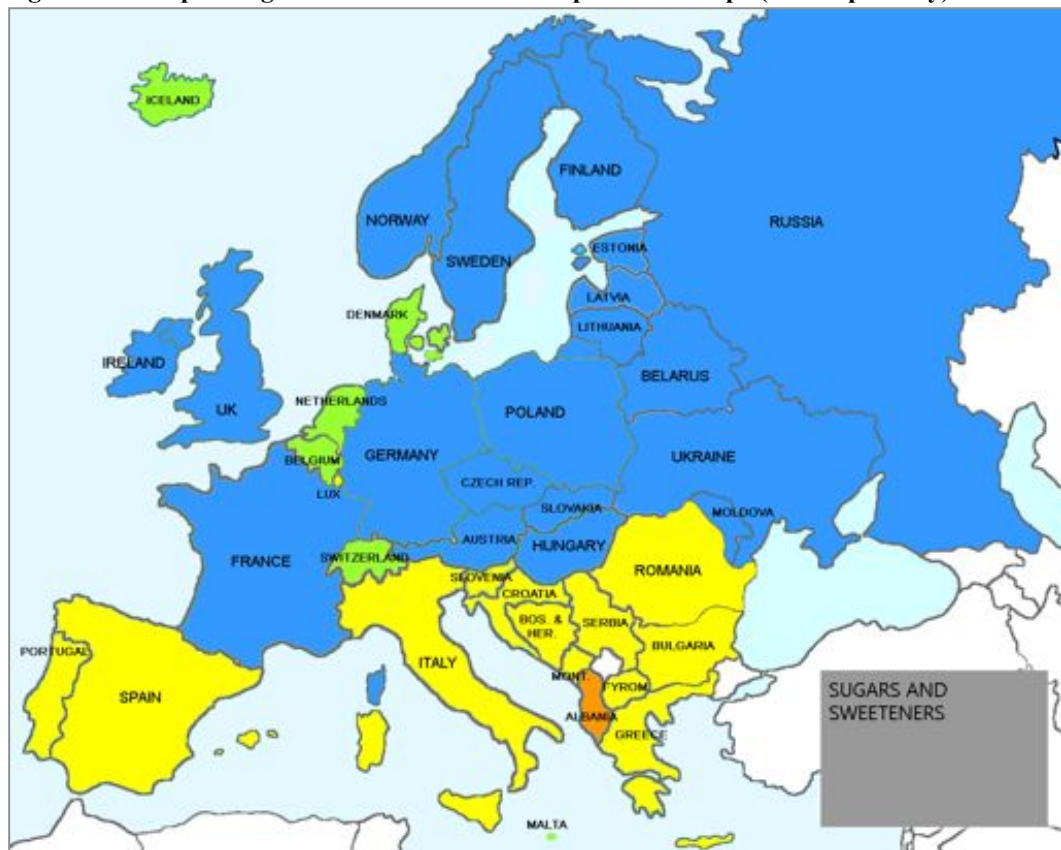 ICELAND
FINLAND
NORWAY
RUSSIA
ESTONIA
SWEDEN
LATVIA
DENMARK
LITHUANIA
IRELAND
BELARUS
NETHERLANDS
UK
POLAND
GERMANY
UKRAINE
BELGIUM
CZECH REP.
LUX
SLOVAKIA
MOLDOVA
AUSTRIA
HUNGARY
SWITZERLAND
FRANCE
ROMANIA
SLOVENIA
CROATIA
BOS. &
HER.
SERBIA
BULGARIA
PORTUGAL
ITALY
MONT.
SPAIN
FYROM
ALBANIA
GREECE
SUGARS AND
SWEETENERS
MALTA